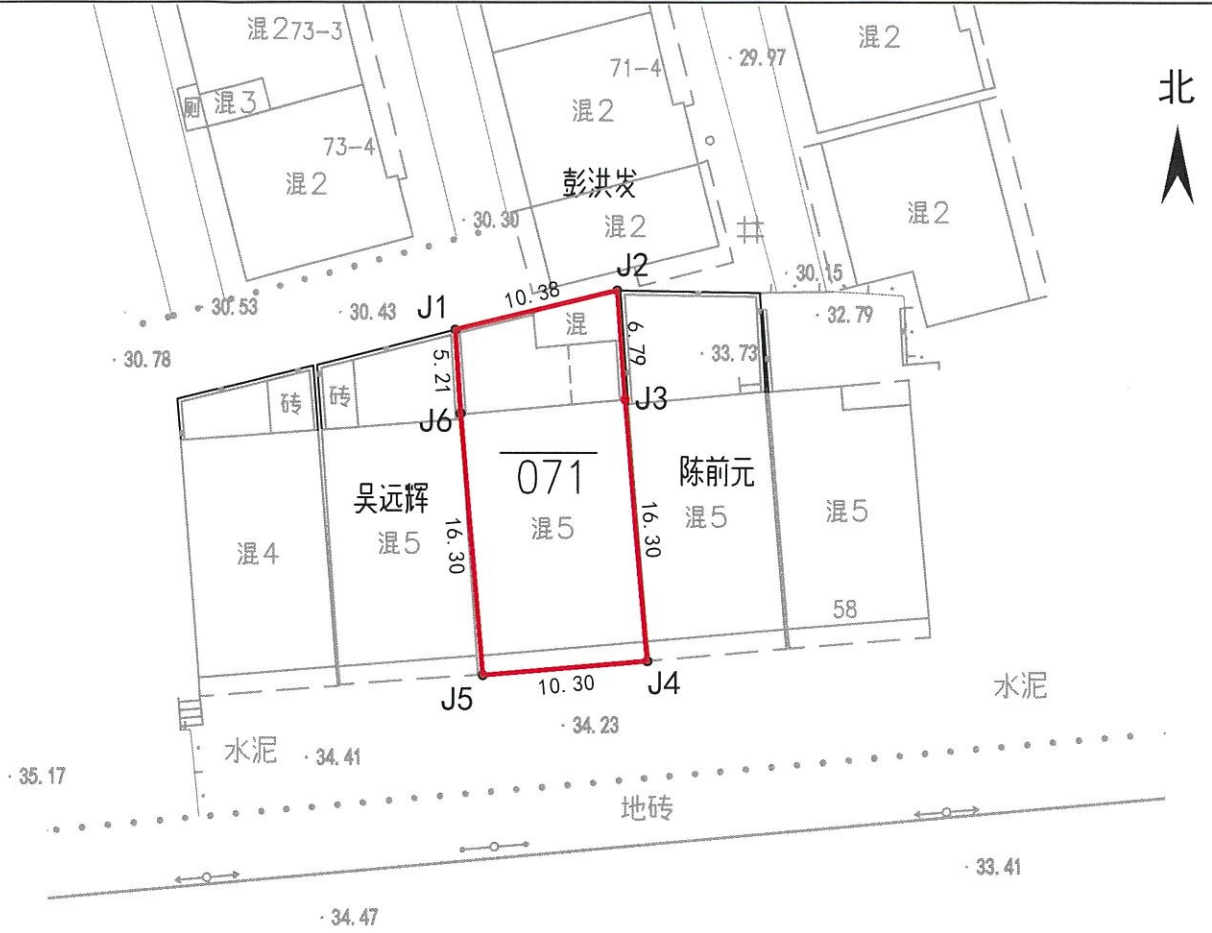 混273-3
混2
71-4
29.97
北
厕
混3
混2
73-4
混2
彭洪发
混2
混2
30.30
井
J2
30.15
30.53
30.43
J1
10.38
混
32.79
30.78
5.21
6.79
33.73
砖
砖
J6
J3
071
吴远辉
陈前元
混5
混5
混5
混5
混4
16.30
16.30
58
J5
10.30
J4
水泥
34.23
水泥
34.41
35.17
地砖
33.41
34.47